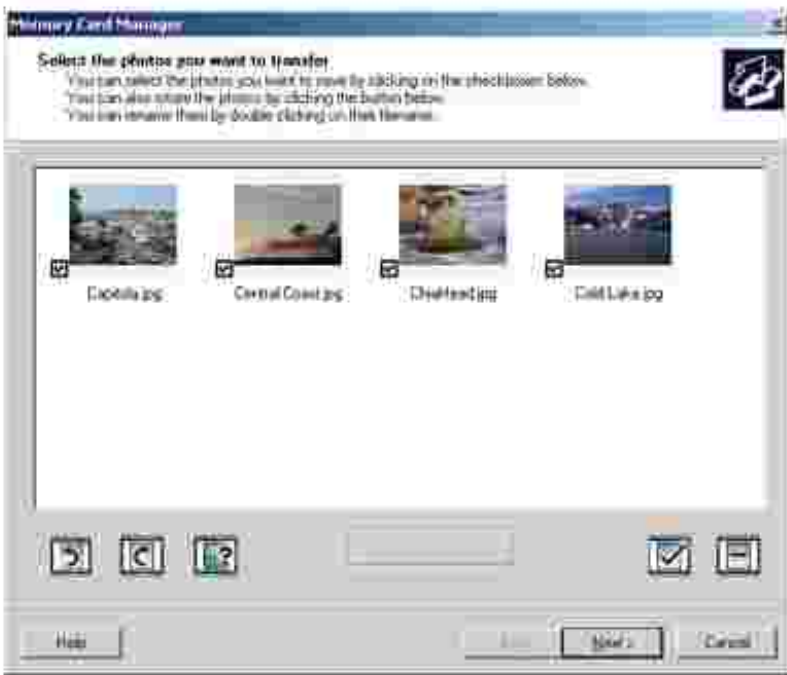 Memory Card Manager
Select the photos you want to transfer
You can select the photos you want to save by clicking on the checkboxes below.
You can also rotate the photos by clicking the button below.
You can rename them by double clicking on their filename.
Capitola.jpg
Central Coast.jpg
Cold Lake.jpg
?
Help
Next >
Cancel